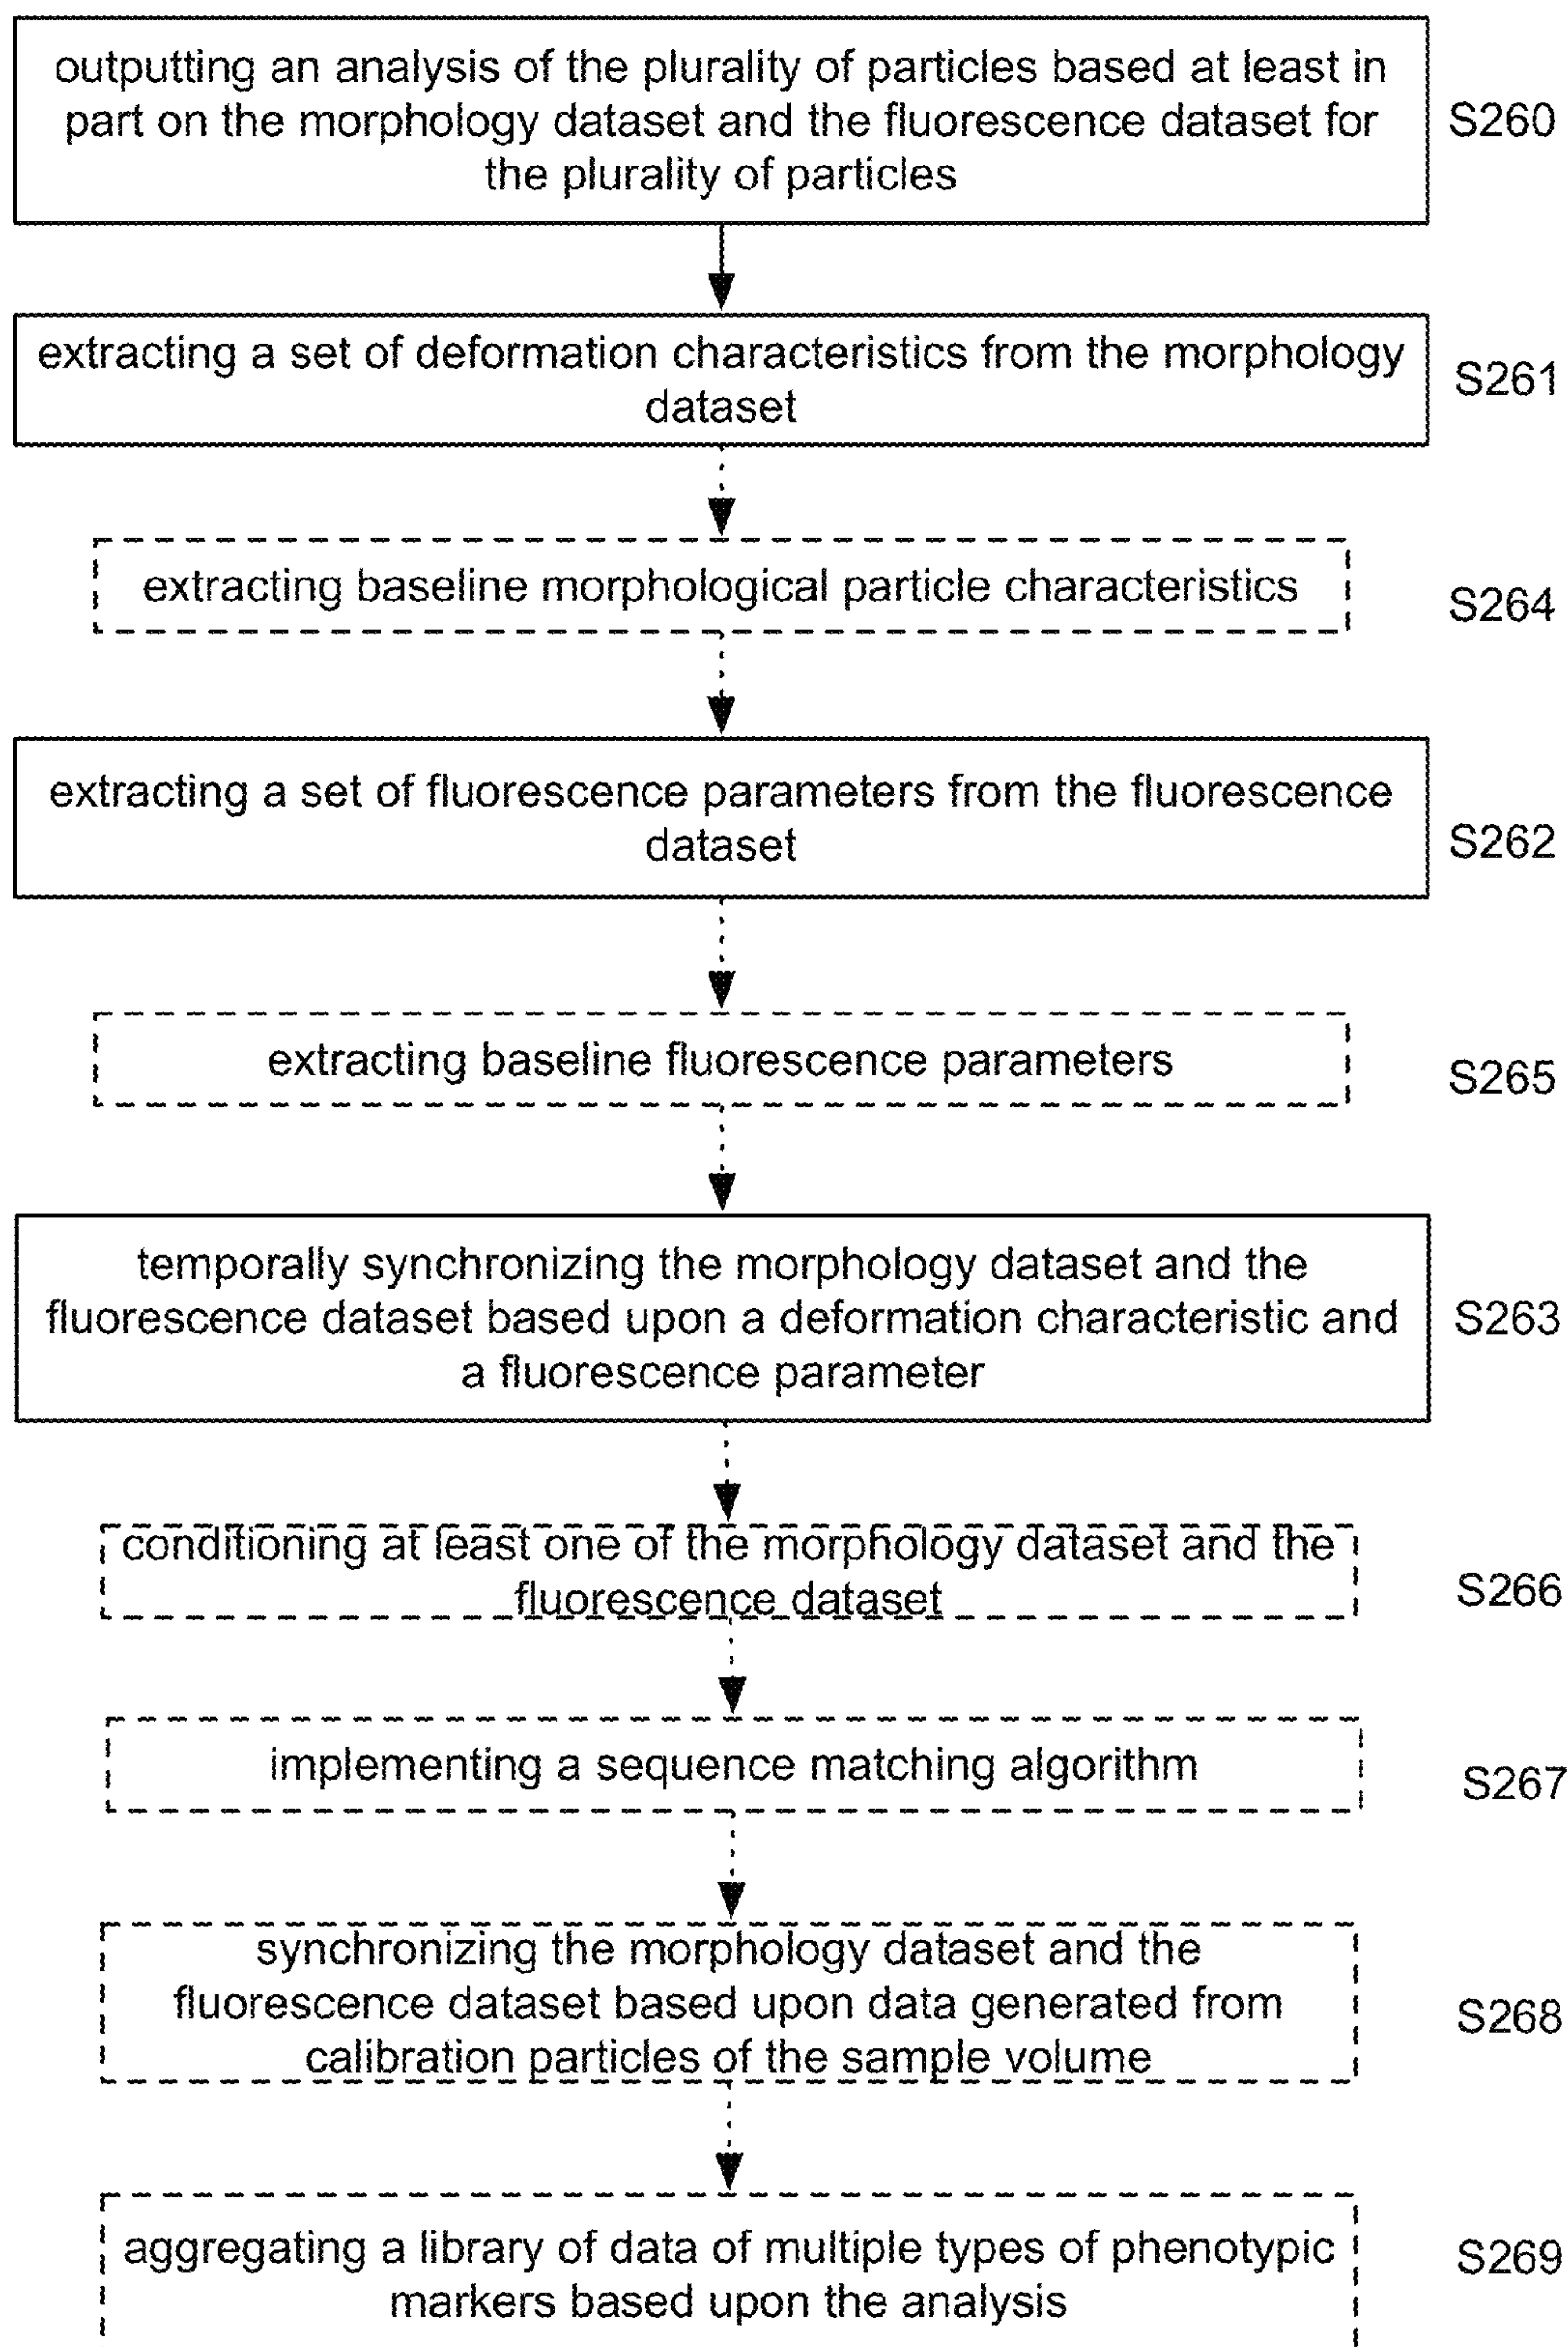 outputting an analysis of the plurality of particles based at least in
part on the morphology dataset and the fluorescence dataset for
the plurality of particles
S260
extracting a set of deformation characteristics from the morphology
dataset
S261
extracting baseline morphological particle characteristics
S264
extracting a set of fluorescence parameters from the fluorescence
dataset
S262
extracting baseline fluorescence parameters
S265
temporally synchronizing the morphology dataset and the
fluorescence dataset based upon a deformation characteristic and
a fluorescence parameter
S263
conditioning at least one of the morphology dataset and the
fluorescence dataset
S266
implementing a sequence matching algorithm
S267
synchronizing the morphology dataset and the
fluorescence dataset based upon data generated from
calibration particles of the sample volume
S268
aggregating a library of data of multiple types of phenotypic
markers based upon the analysis
S269